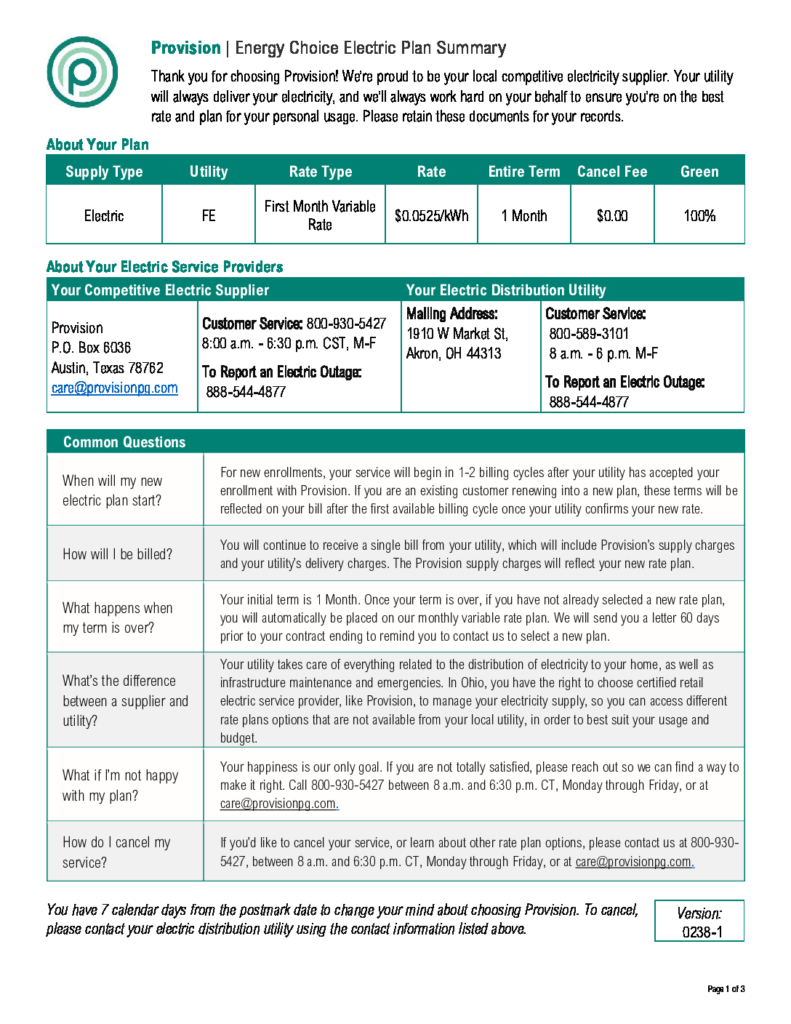 Provision | Energy Choice Electric Plan Summary
Thank you for choosing Provision! We're proud to be your local competitive electricity supplier. Your utility
will always deliver your electricity, and we'll always work hard on your behalf to ensure you're on the best
rate and plan for your personal usage. Please retain these documents for your records.
About Your Plan
Supply Type Utility Rate Type Rate Entire Term Cancel Fee Green
Electric FE First Month Variable Rate $0.0525/kWh 1 Month $0.00 100%
About Your Electric Service Providers
Your Competitive Electric Supplier Your Electric Distribution Utility
Provision
P.O. Box 6036
Austin, Texas 78762
care@provisionpg.com
Customer Service: 800-930-5427
8:00 a.m. - 6:30 p.m. CST, M-F
To Report an Electric Outage:
888-544-4877
Mailing Address:
1910 W Market St,
Akron, OH 44313
Customer Service:
800-589-3101
8 a.m. - 6 p.m. M-F
To Report an Electric Outage:
888-544-4877
Common Questions
When will my new
electric plan start?
For new enrollments, your service will begin in 1-2 billing cycles after your utility has accepted your
enrollment with Provision. If you are an existing customer renewing into a new plan, these terms will be
reflected on your bill after the first available billing cycle once your utility confirms your new rate.
How will I be billed?
You will continue to receive a single bill from your utility, which will include Provision's supply charges
and your utility's delivery charges. The Provision supply charges will reflect your new rate plan.
What happens when
my term is over?
Your initial term is 1 Month. Once your term is over, if you have not already selected a new rate plan,
you will automatically be placed on our monthly variable rate plan. We will send you a letter 60 days
prior to your contract ending to remind you to contact us to select a new plan.
What's the difference
between a supplier and
utility?
Your utility takes care of everything related to the distribution of electricity to your home, as well as
infrastructure maintenance and emergencies. In Ohio, you have the right to choose certified retail
electric service provider, like Provision, to manage your electricity supply, so you can access different
rate plans options that are not available from your local utility, in order to best suit your usage and
budget.
What if I'm not happy
with my plan?
Your happiness is our only goal. If you are not totally satisfied, please reach out so we can find a way to
make it right. Call 800-930-5427 between 8 a.m. and 6:30 p.m. CT, Monday through Friday, or at
care@provisionpg.com.
How do I cancel my
service?
If you'd like to cancel your service, or learn about other rate plan options, please contact us at 800-930-
5427, between 8 a.m. and 6:30 p.m. CT, Monday through Friday, or at care@provisionpg.com.
You have 7 calendar days from the postmark date to change your mind about choosing Provision. To cancel,
please contact your electric distribution utility using the contact information listed above.
Version:
0238-1
Page 1 of 3